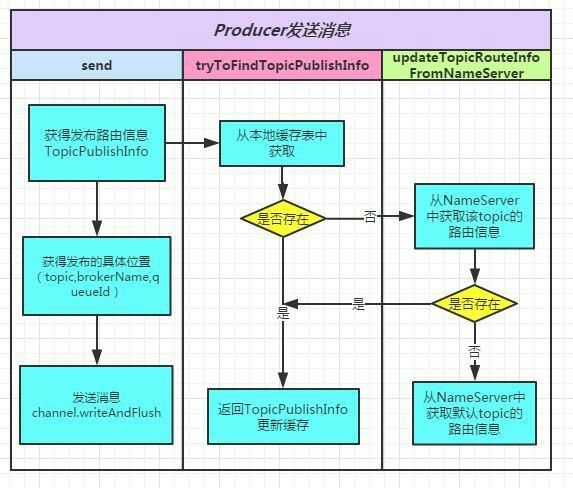 Producer发送消息
send
tryToFindTopicPublishInfo
updateTopicRouteInfo
FromNameServer
获得发布路由信息
TopicPublishInfo
从本地缓存表中
获取
是否存在
否
从NameServer
中获取该topic的
路由信息
获得发布的具体位置
（topic,brokerName,q
ueueId）
是否存在
是
是
否
发送消息
channel.writeAndFlush
返回TopicPublishInfo
更新缓存
从NameServer中
获取默认topic的
路由信息